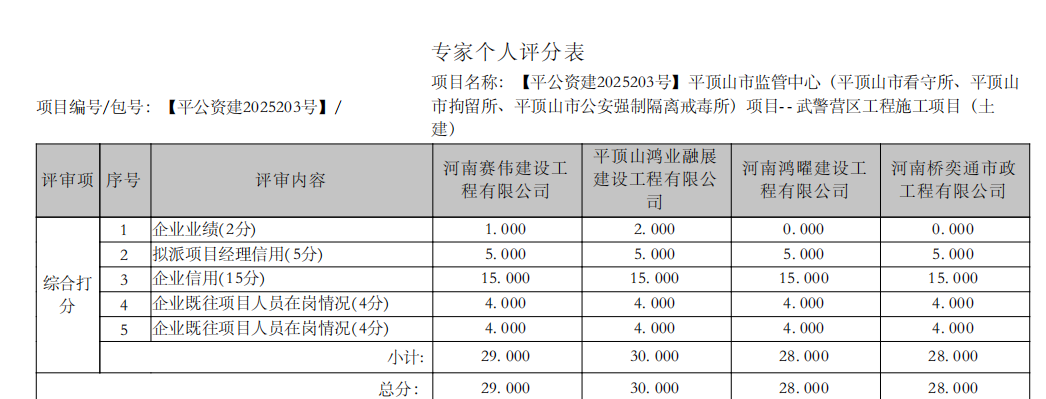 专家个人评分表
项目编号/包号：【平公资建2025203号】/
项目名称：【平公资建2025203号】平顶山市监管中心（平顶山市看守所、平顶山
市拘留所、平顶山市公安强制隔离戒毒所）项目--武警营区工程施工项目（土
建）
评审项 序号 评审内容 河南赛伟建设工程有限公司 平顶山鸿业融展建设工程有限公司 河南鸿曜建设工程有限公司 河南桥奕通市政工程有限公司
综合打分
1 企业业绩(2分) 1.000 2.000 0.000 0.000
2 拟派项目经理信用(5分) 5.000 5.000 5.000 5.000
3 企业信用(15分) 15.000 15.000 15.000 15.000
4 企业既往项目人员在岗情况(4分) 4.000 4.000 4.000 4.000
5 企业既往项目人员在岗情况(4分) 4.000 4.000 4.000 4.000
小计: 29.000 30.000 28.000 28.000
总分: 29.000 30.000 28.000 28.000